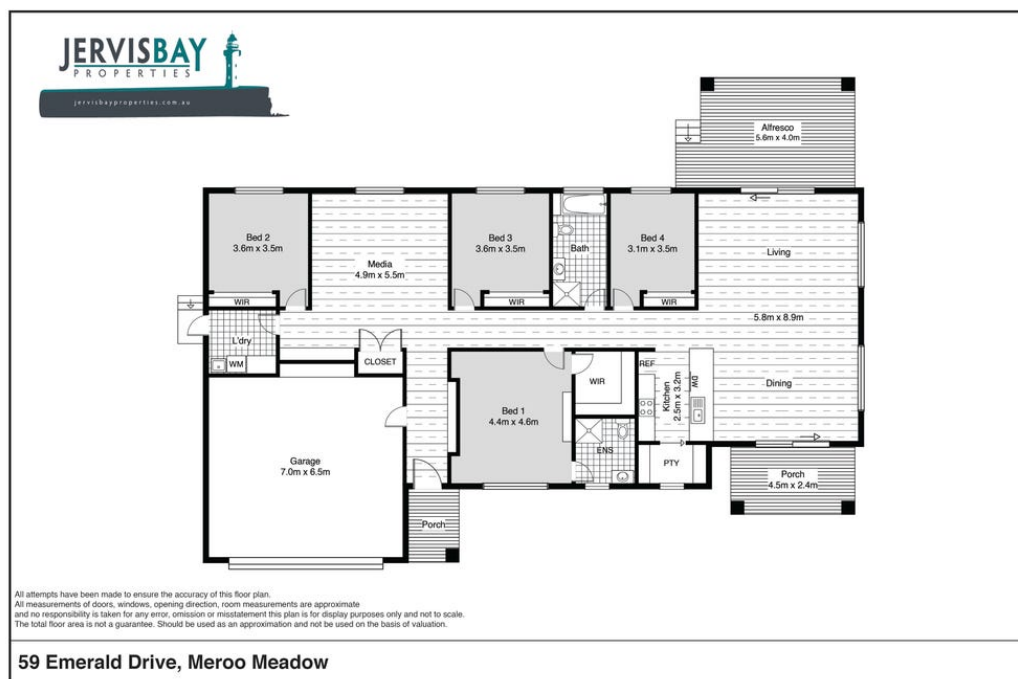 JERVISBAY
PROPERTIES
jervisbayproperties.com.au
Alfresco
5.6m x 4.0m
Bed 2
3.6m x 3.5m
Media
4.9m x 5.5m
Bed 3
3.6m x 3.5m
Bath
Bed 4
3.1m x 3.5m
Living
WIR
WIR
WIR
5.8m x 8.9m
L'dry
WM
CLOSET
Bed 1
4.4m x 4.6m
WIR
REF
Kitchen
2.5m x 3.2m
DW
Dining
Garage
7.0m x 6.5m
ENS
PTY
Porch
4.5m x 2.4m
Porch
All attempts have been made to ensure the accuracy of this floor plan.
All measurements of doors, windows, opening direction, room measurements are approximate
and no responsibility is taken for any error, omission or misstatement this plan is for display purposes only and not to scale.
The total floor area is not a guarantee. Should be used as an approximation and not be used on the basis of valuation.
59 Emerald Drive, Meroo Meadow